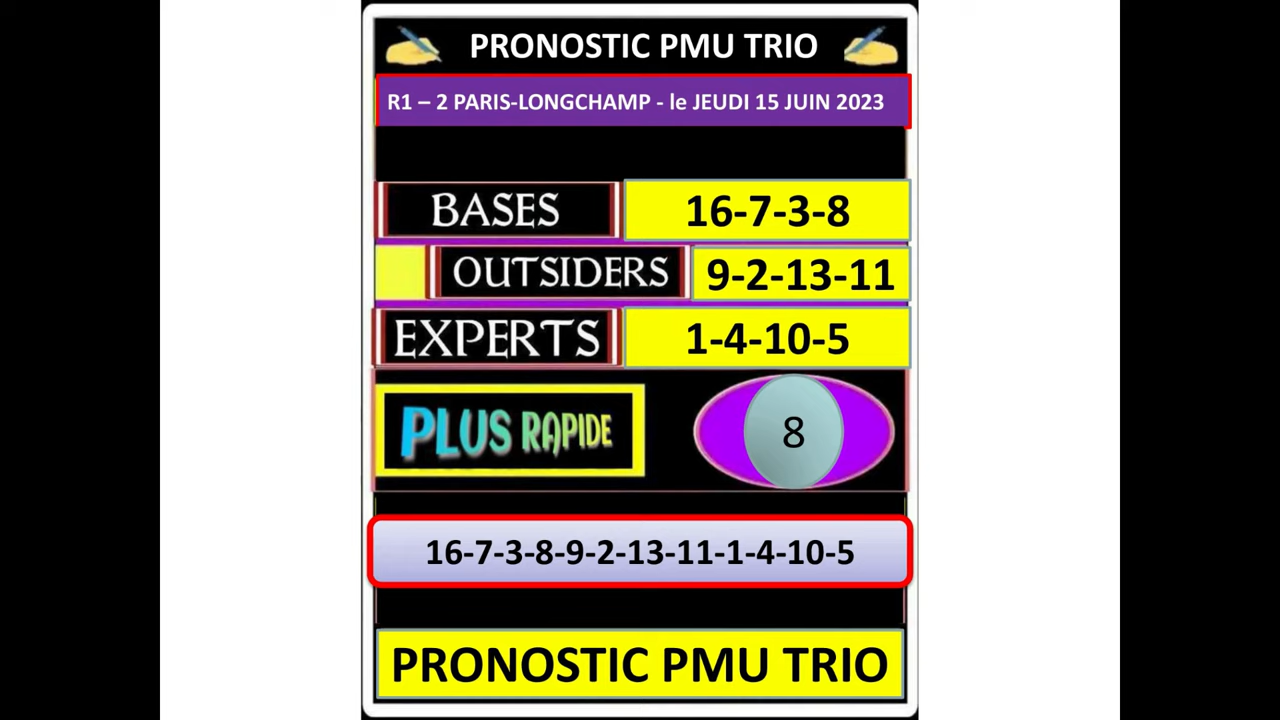 PRONOSTIC PMU TRIO
R1 – 2 PARIS-LONGCHAMP - le JEUDI 15 JUIN 2023
BASES 16-7-3-8
OUTSIDERS 9-2-13-11
EXPERTS 1-4-10-5
PLUS RAPIDE 8
16-7-3-8-9-2-13-11-1-4-10-5
PRONOSTIC PMU TRIO